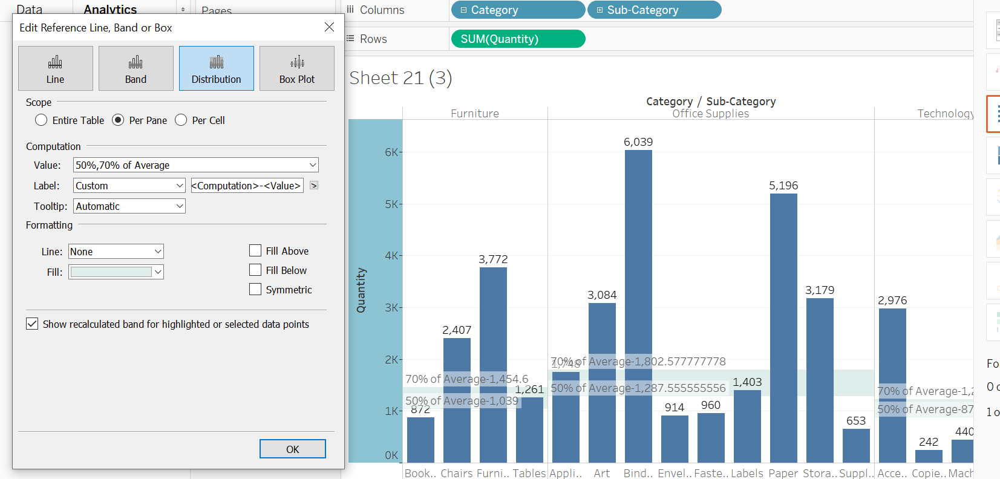 Data
Analytics
Pages
Columns
Category
Sub-Category
Rows
SUM(Quantity)
Edit Reference Line, Band or Box
Line
Band
Distribution
Box Plot
Scope
Entire Table
Per Pane
Per Cell
Computation
Value:
50%,70% of Average
Label:
Custom
<Computation>-<Value>
>
Tooltip:
Automatic
Formatting
Line:
None
Fill Above
Fill:
Fill Below
Symmetric
Show recalculated band for highlighted or selected data points
OK
Sheet 21 (3)
Category / Sub-Category
Furniture
Office Supplies
Technology
Quantity
6K
5K
4K
3K
2K
1K
0K
872
2,407
3,772
1,261
1,748
3,084
6,039
914
960
1,403
5,196
3,179
653
2,976
242
440
70% of Average-1,454.6
50% of Average-1,039
70% of Average-1,802.577777778
50% of Average-1,287.555555556
70% of Average-1,2
50% of Average-87
Book..
Chairs
Furni..
Tables
Appli..
Art
Bind..
Envel..
Faste..
Labels
Paper
Stora..
Suppl..
Acce..
Copie..
Mach
Fo
0 o
1 o